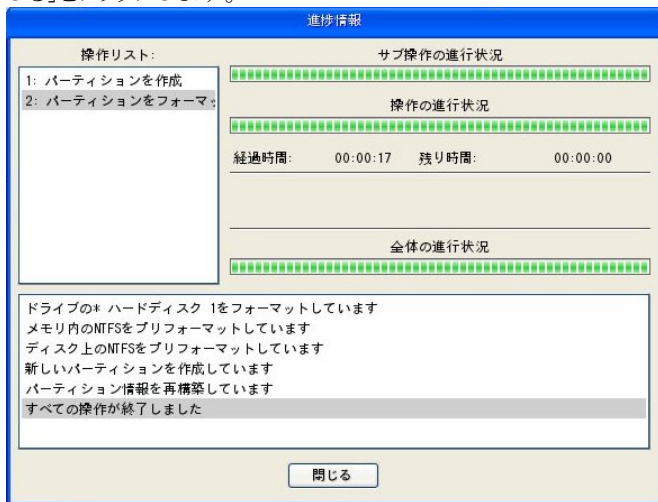 進捗情報
操作リスト:
1: パーティションを作成
2: パーティションをフォーマッ
サブ操作の進行状況
操作の進行状況
経過時間: 00:00:17 残り時間: 00:00:00
全体の進行状況
ドライブの* ハードディスク 1をフォーマットしています
メモリ内のNTFSをプリフォーマットしています
ディスク上のNTFSをプリフォーマットしています
新しいパーティションを作成しています
パーティション情報を再構築しています
すべての操作が終了しました
閉じる